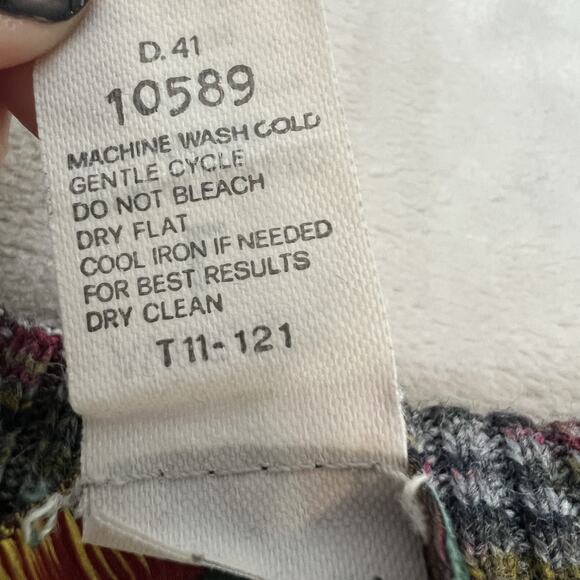 D. 41
10589
MACHINE WASH COLD
GENTLE CYCLE
DO NOT BLEACH
DRY FLAT
COOL IRON IF NEEDED
FOR BEST RESULTS
DRY CLEAN
T11-121